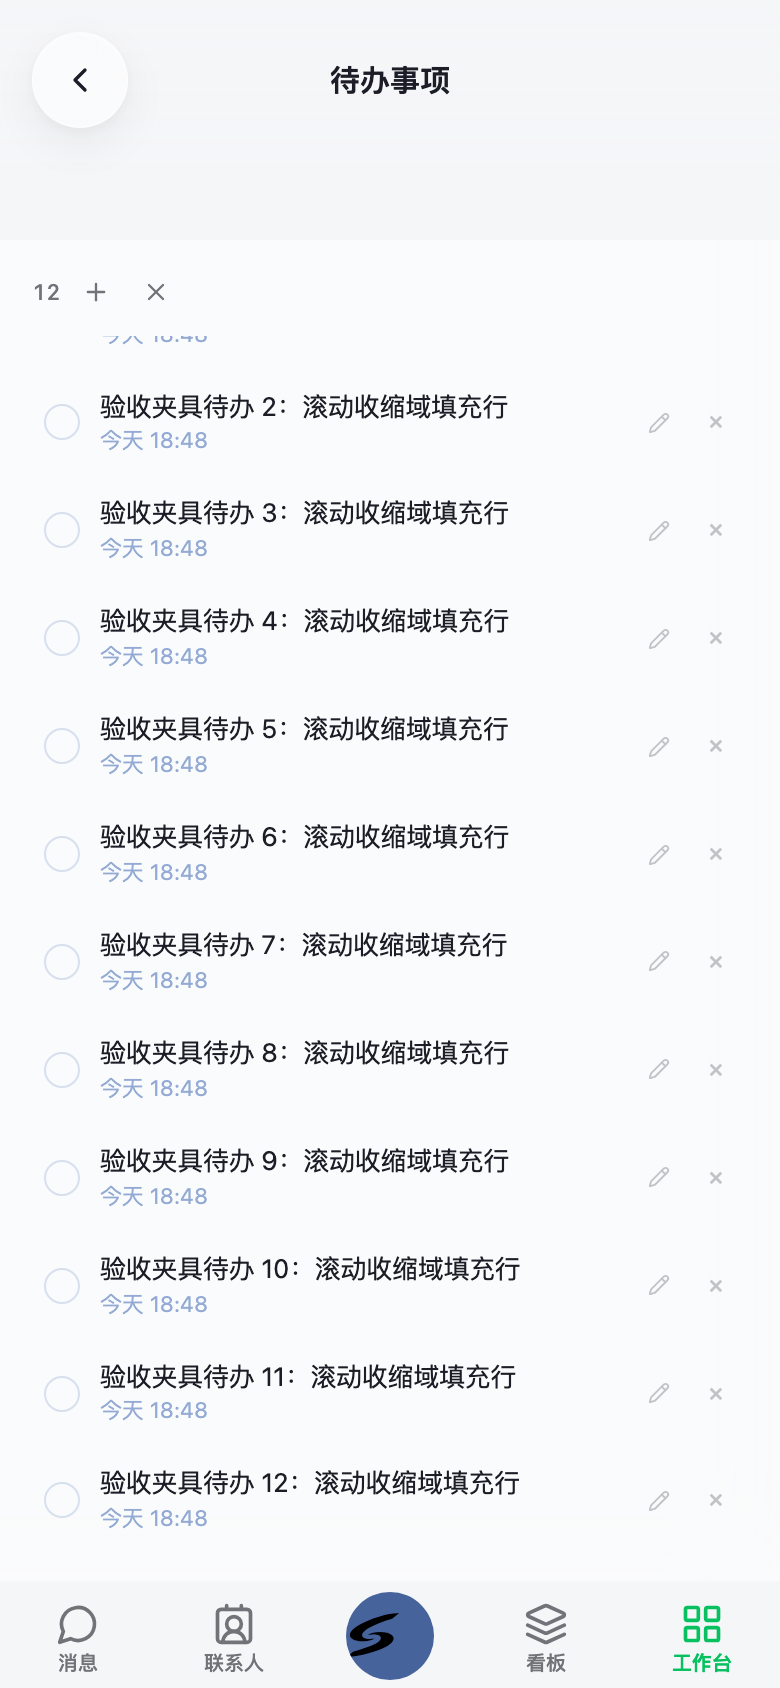 待办事项
12
今天 18:48
验收夹具待办 2：滚动收缩域填充行
今天 18:48
验收夹具待办 3：滚动收缩域填充行
今天 18:48
验收夹具待办 4：滚动收缩域填充行
今天 18:48
验收夹具待办 5：滚动收缩域填充行
今天 18:48
验收夹具待办 6：滚动收缩域填充行
今天 18:48
验收夹具待办 7：滚动收缩域填充行
今天 18:48
验收夹具待办 8：滚动收缩域填充行
今天 18:48
验收夹具待办 9：滚动收缩域填充行
今天 18:48
验收夹具待办 10：滚动收缩域填充行
今天 18:48
验收夹具待办 11：滚动收缩域填充行
今天 18:48
验收夹具待办 12：滚动收缩域填充行
今天 18:48
消息
联系人
看板
工作台